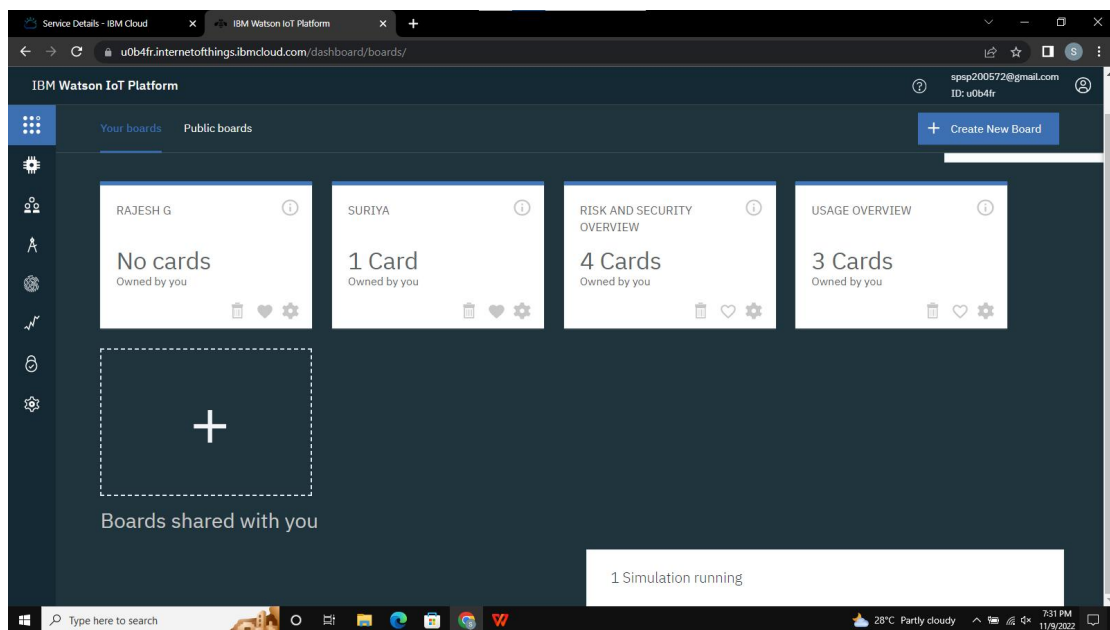 Service Details - IBM Cloud
IBM Watson IoT Platform
u0b4fr.internetofthings.ibmcloud.com/dashboard/boards/
S
IBM Watson IoT Platform
spsp200572@gmail.com
ID: u0b4fr
Your boards Public boards
Create New Board
RAJESH G
No cards
Owned by you
SURIYA
1 Card
Owned by you
RISK AND SECURITY
OVERVIEW
4 Cards
Owned by you
USAGE OVERVIEW
3 Cards
Owned by you
Boards shared with you
1 Simulation running
Type here to search
28°C Partly cloudy
7:31 PM
11/9/2022